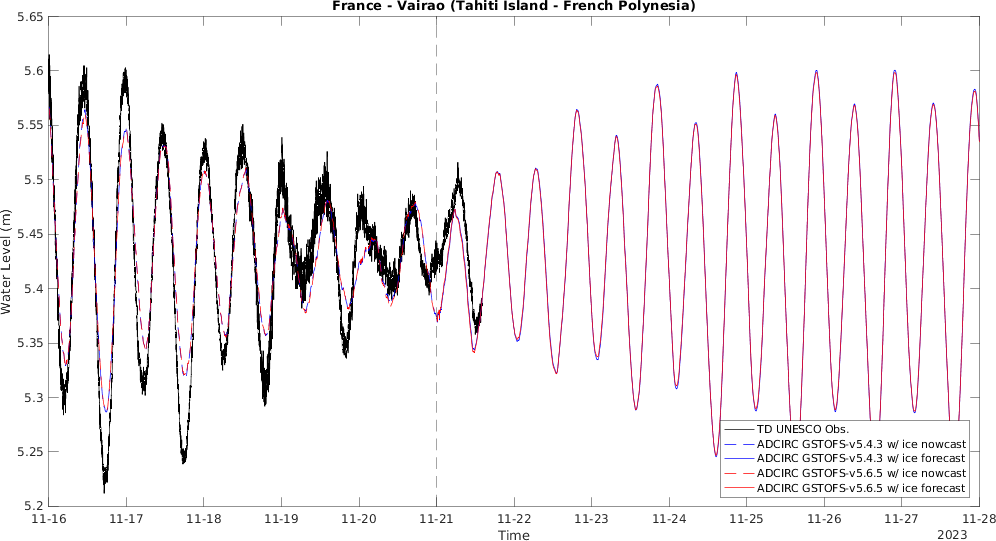 France - Vairao (Tahiti Island - French Polynesia)
5.65
5.6
5.55
5.5
5.45
5.4
5.35
5.3
5.25
5.2
Water Level (m)
TD UNESCO Obs.
ADCIRC GSTOFS-v5.4.3 w/ ice nowcast
ADCIRC GSTOFS-v5.4.3 w/ ice forecast
ADCIRC GSTOFS-v5.6.5 w/ ice nowcast
ADCIRC GSTOFS-v5.6.5 w/ ice forecast
11-16 11-17 11-18 11-19 11-20 11-21 11-22 11-23 11-24 11-25 11-26 11-27 11-28
Time
2023